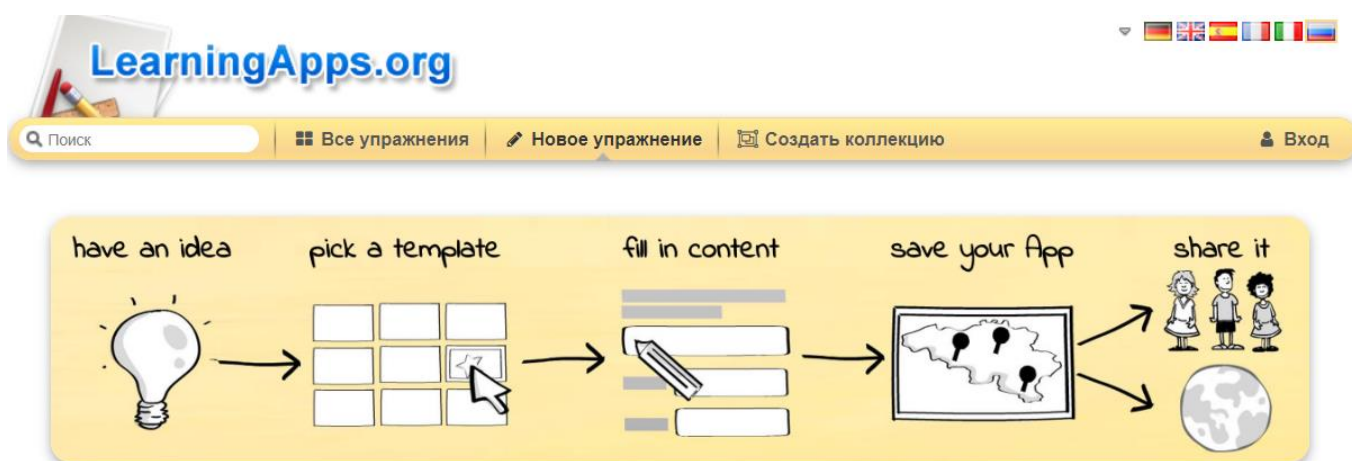 LearningApps.org
Поиск Все упражнения Новое упражнение Создать коллекцию Вход
have an idea pick a template fill in content save your App share it